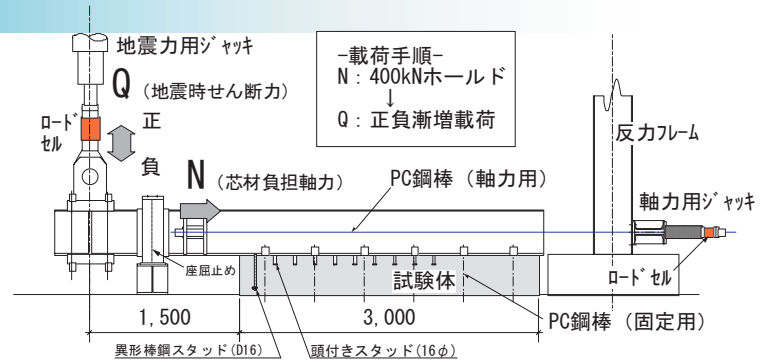 地震力用ジャッキ
Q（地震時せん断力）
ロードセル
正
負
-載荷手順-
N：400kNホールド
↓
Q：正負漸増載荷
反力フレーム
N（芯材負担軸力）
PC鋼棒（軸力用）
軸力用ジャッキ
座屈止め
試験体
ロードセル
1,500
3,000
PC鋼棒（固定用）
異形棒鋼スタッド(D16)
頭付きスタッド(16φ)